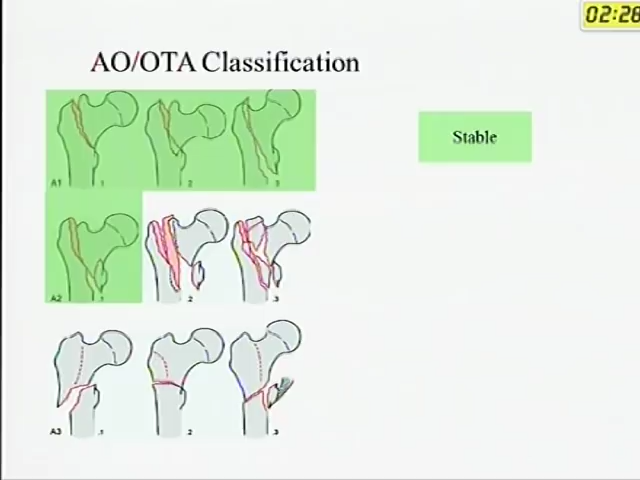 02:28
AO/OTA Classification
Stable
A1 .1 .2 .3
A2 .1 .2 .3
A3 .1 .2 .3